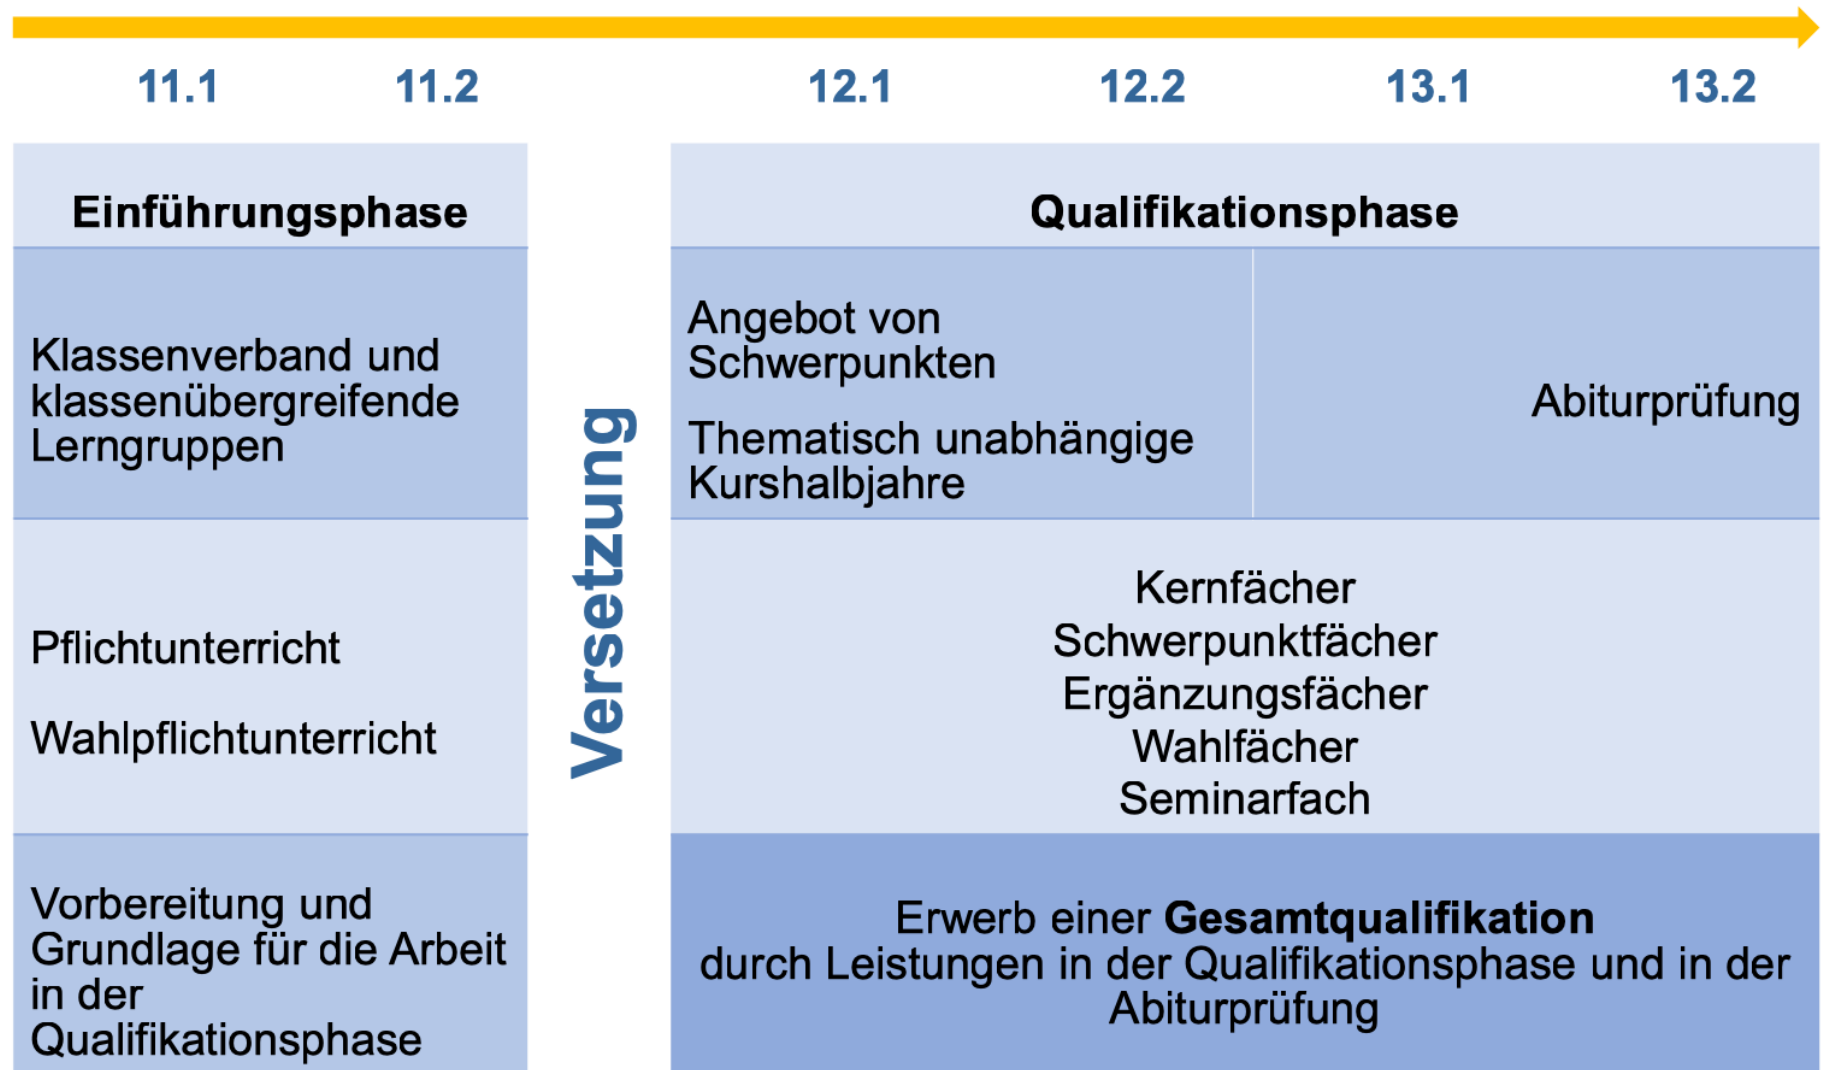 11.1 11.2 12.1 12.2 13.1 13.2
Einführungsphase
Klassenverband und
klassenübergreifende
Lerngruppen
Pflichtunterricht
Wahlpflichtunterricht
Vorbereitung und
Grundlage für die Arbeit
in der
Qualifikationsphase
Versetzung
Qualifikationsphase
Angebot von
Schwerpunkten
Thematisch unabhängige
Kurshalbjahre
Abiturprüfung
Kernfächer
Schwerpunktfächer
Ergänzungsfächer
Wahlfächer
Seminarfach
Erwerb einer Gesamtqualifikation
durch Leistungen in der Qualifikationsphase und in der
Abiturprüfung